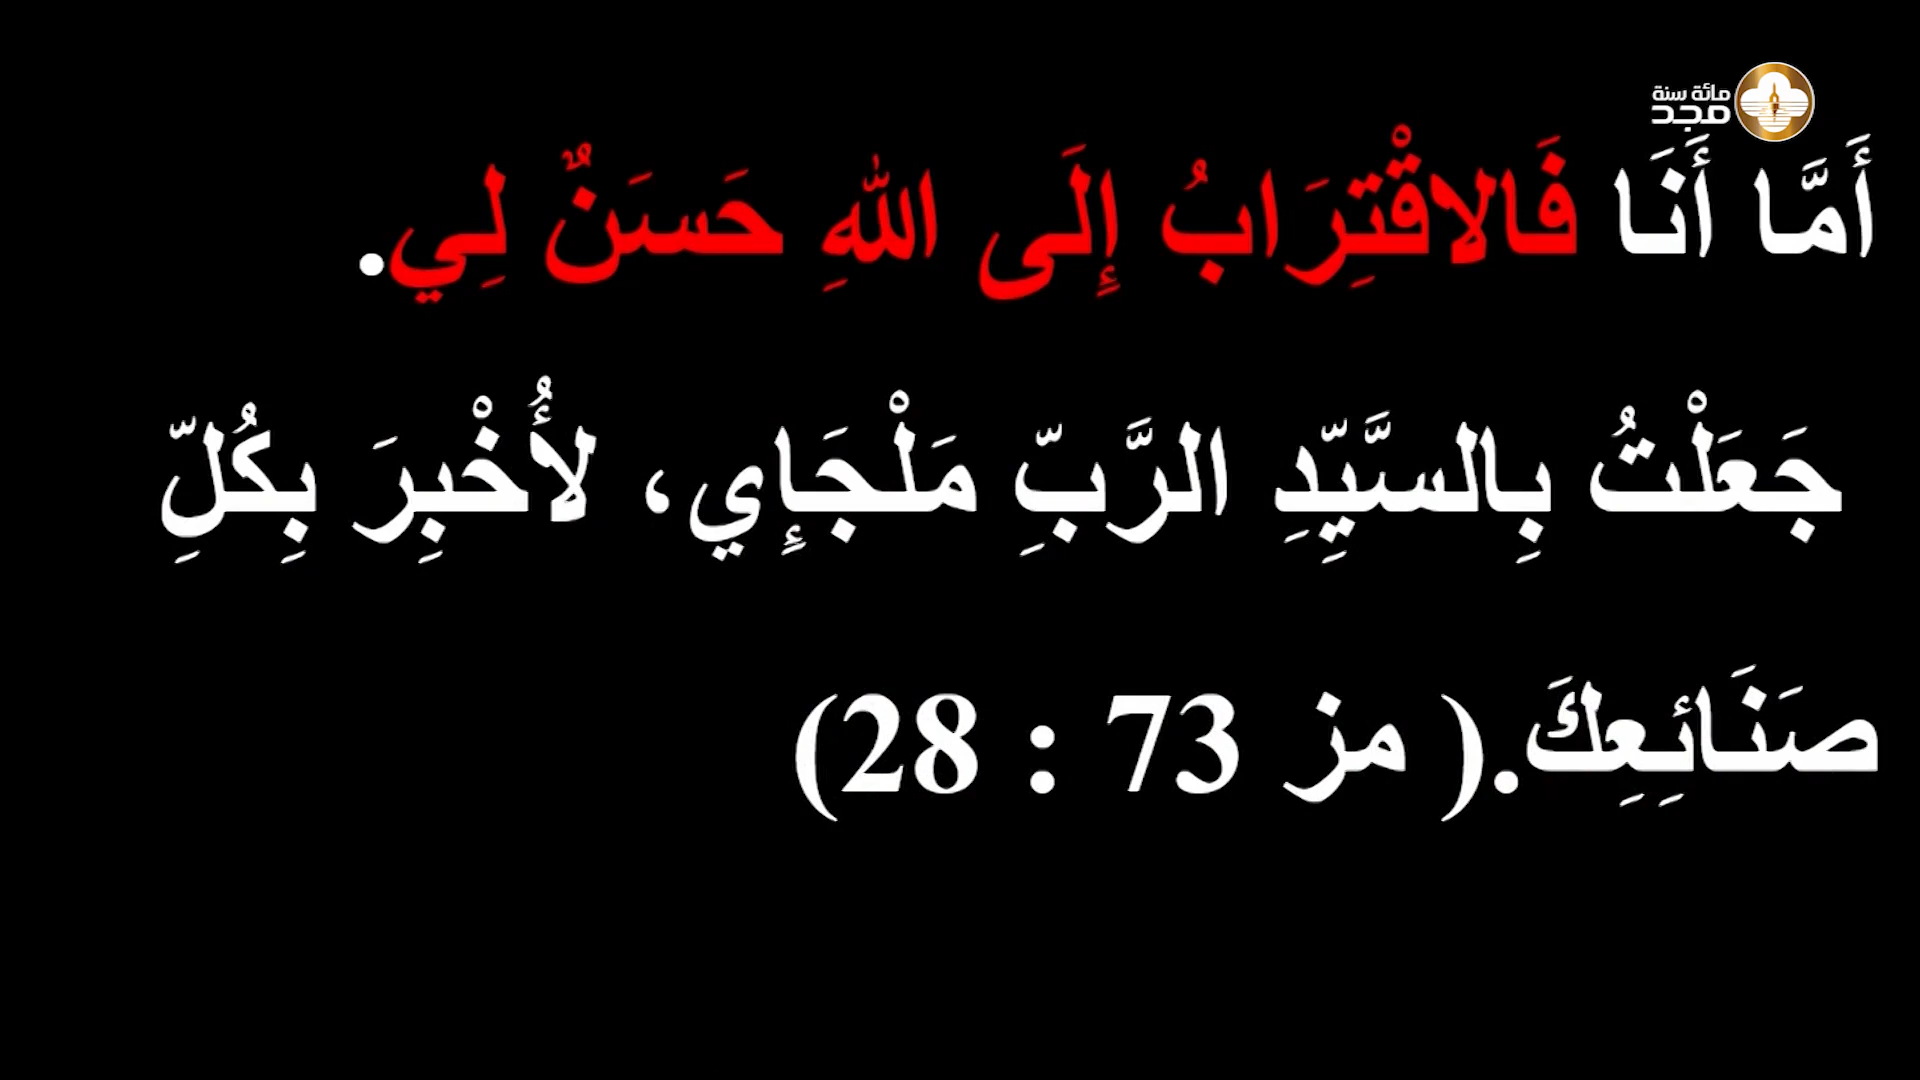 مائة سنة
مجد
أَمَّا أَنَا فَالاقْتِرَابُ إِلَى اللهِ حَسَنٌ لِي.
جَعَلْتُ بِالسَّيِّدِ الرَّبِّ مَلْجَإِي، لأُخْبِرَ بِكُلِّ
صَنَائِعِكَ.( مز 73 : 28)